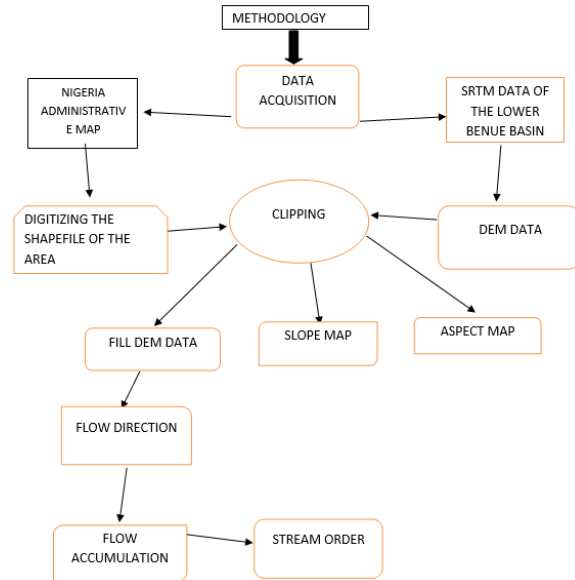 METHODOLOGY
DATA
ACQUISITION
NIGERIA
ADMINISTRATIV
E MAP
SRTM DATA OF
THE LOWER
BENUE BASIN
DIGITIZING THE
SHAPEFILE OF THE
AREA
CLIPPING
DEM DATA
FILL DEM DATA
SLOPE MAP
ASPECT MAP
FLOW DIRECTION
FLOW
ACCUMULATION
STREAM ORDER